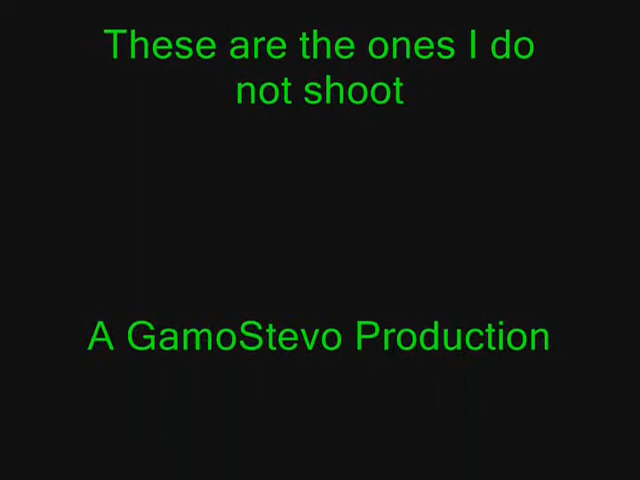 These are the ones I do
not shoot
A GamoStevo Production